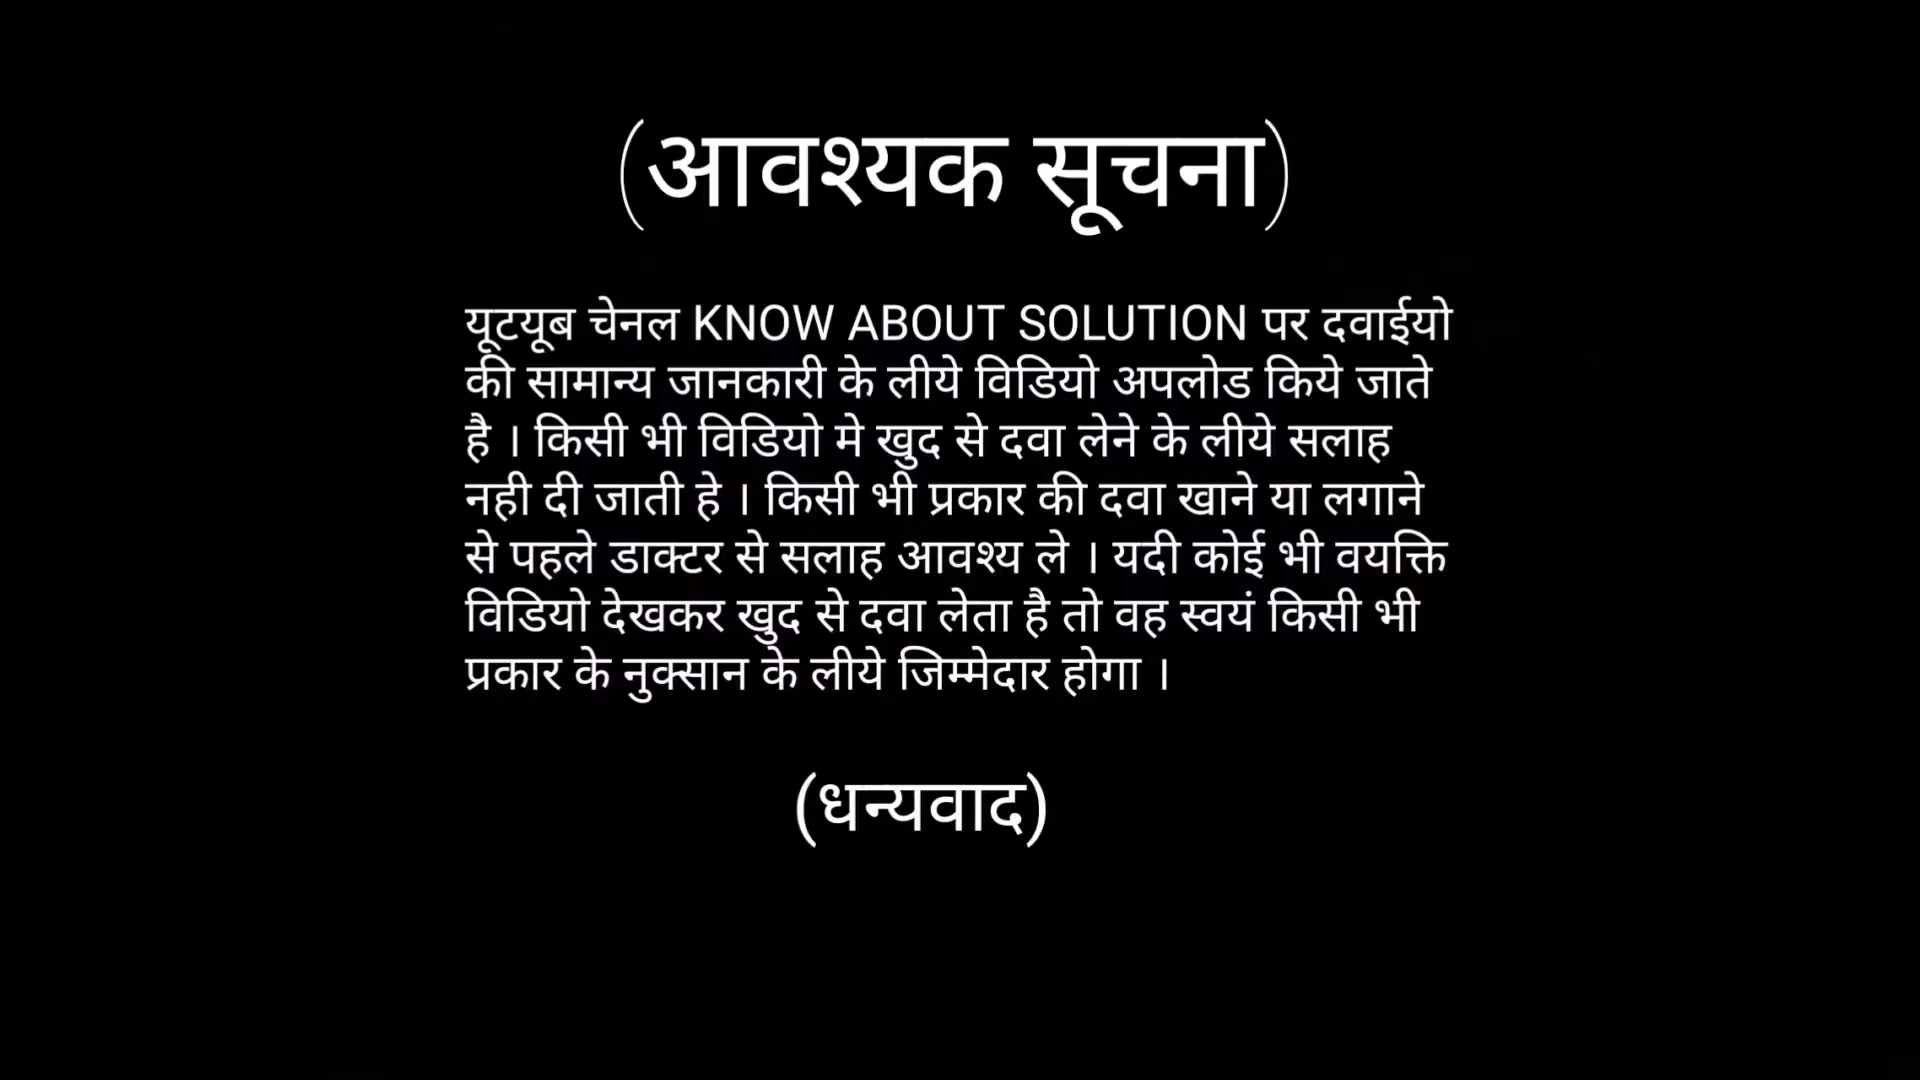 (आवश्यक सूचना)
यूटयूब चेनल KNOW ABOUT SOLUTION पर दवाईयो
की सामान्य जानकारी के लीये विडियो अपलोड किये जाते
है । किसी भी विडियो मे खुद से दवा लेने के लीये सलाह
नही दी जाती हे । किसी भी प्रकार की दवा खाने या लगाने
से पहले डाक्टर से सलाह आवश्य ले । यदी कोई भी वयक्ति
विडियो देखकर खुद से दवा लेता है तो वह स्वयं किसी भी
प्रकार के नुक्सान के लीये जिम्मेदार होगा ।
(धन्यवाद)